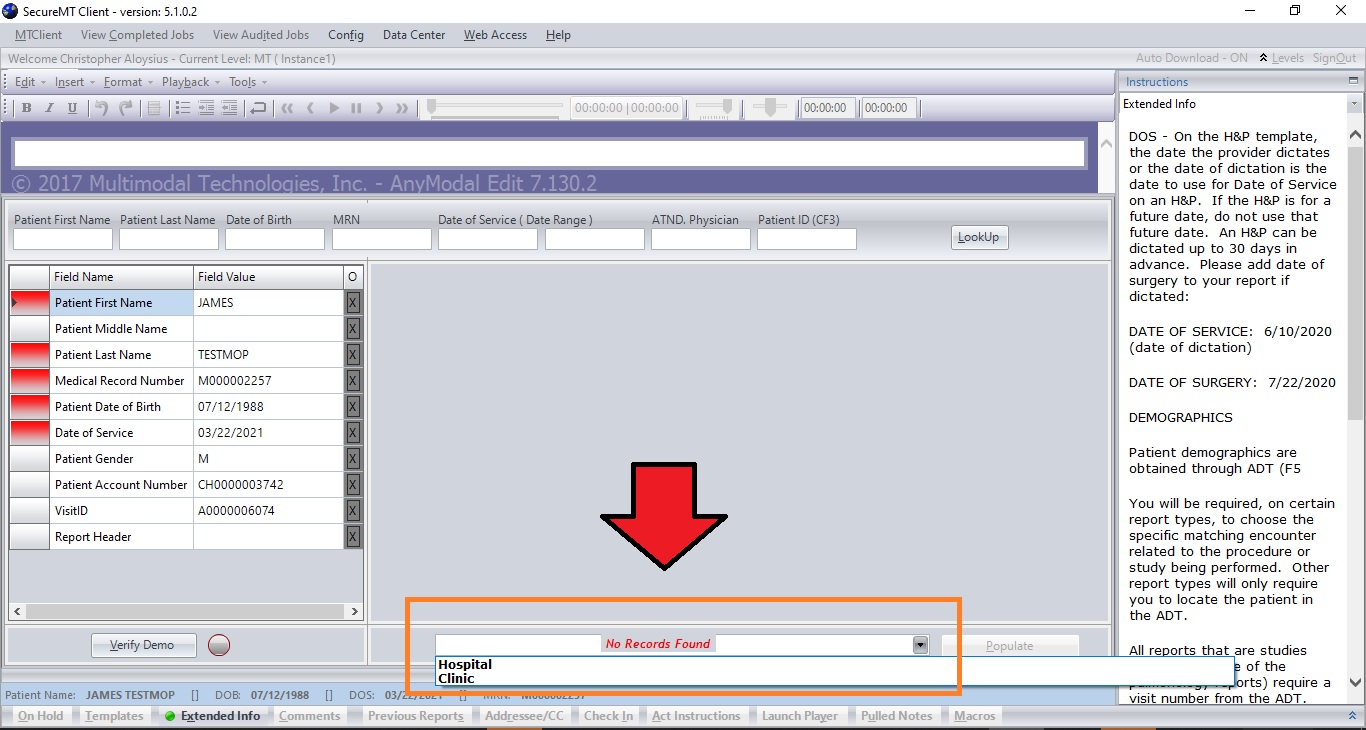 SecureMT Client - version: 5.1.0.2
MTClient View Completed Jobs View Audited Jobs Config Data Center Web Access Help
Welcome Christopher Aloysius - Current Level: MT ( Instance1) Auto Download - ON Levels SignOut
Edit Insert Format Playback Tools
B I U 00:00:00 | 00:00:00 00:00:00 00:00:00
© 2017 Multimodal Technologies, Inc. - AnyModal Edit 7.130.2
Patient First Name Patient Last Name Date of Birth MRN Date of Service ( Date Range ) ATND. Physician Patient ID (CF3)
LookUp
Field Name Field Value O
Patient First Name JAMES X
Patient Middle Name X
Patient Last Name TESTMOP X
Medical Record Number M000002257 X
Patient Date of Birth 07/12/1988 X
Date of Service 03/22/2021 X
Patient Gender M X
Patient Account Number CH0000003742 X
VisitID A0000006074 X
Report Header X
Verify Demo
No Records Found
Populate
Hospital
Clinic
Patient Name: JAMES TESTMOP [] DOB: 07/12/1988 [] DOS: 03/22/2021 [] MRN: M000002257
On Hold Templates Extended Info Comments Previous Reports Addressee/CC Check In Act Instructions Launch Player Pulled Notes Macros
Instructions
Extended Info
DOS - On the H&P template,
the date the provider dictates
or the date of dictation is the
date to use for Date of Service
on an H&P. If the H&P is for a
future date, do not use that
future date. An H&P can be
dictated up to 30 days in
advance. Please add date of
surgery to your report if
dictated:
DATE OF SERVICE: 6/10/2020
(date of dictation)
DATE OF SURGERY: 7/22/2020
DEMOGRAPHICS
Patient demographics are
obtained through ADT (F5
You will be required, on certain
report types, to choose the
specific matching encounter
related to the procedure or
study being performed. Other
report types will only require
you to locate the patient in
the ADT.
All reports that are studies
e of the
reports) require a
visit number from the ADT.